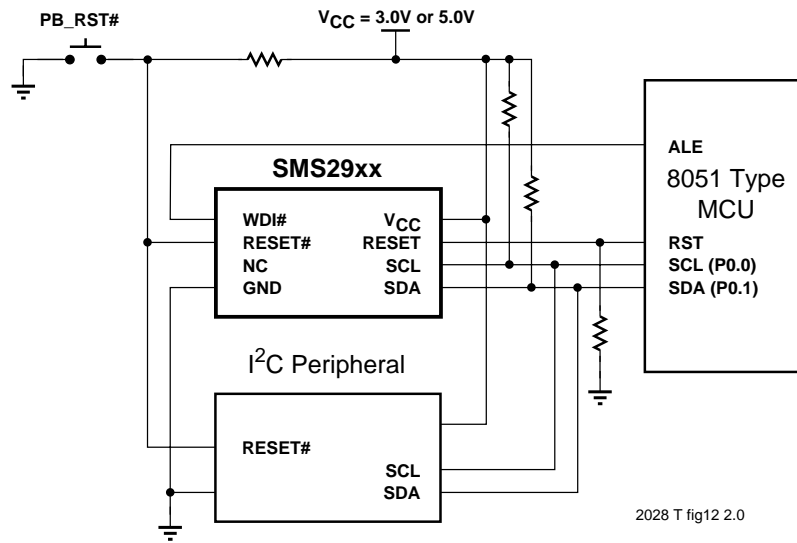 PB_RST#
VCC = 3.0V or 5.0V
SMS29xx
WDI#
RESET#
NC
GND
VCC
RESET
SCL
SDA
ALE
8051 Type
MCU
RST
SCL (P0.0)
SDA (P0.1)
I2C Peripheral
RESET#
SCL
SDA
2028 T fig12 2.0